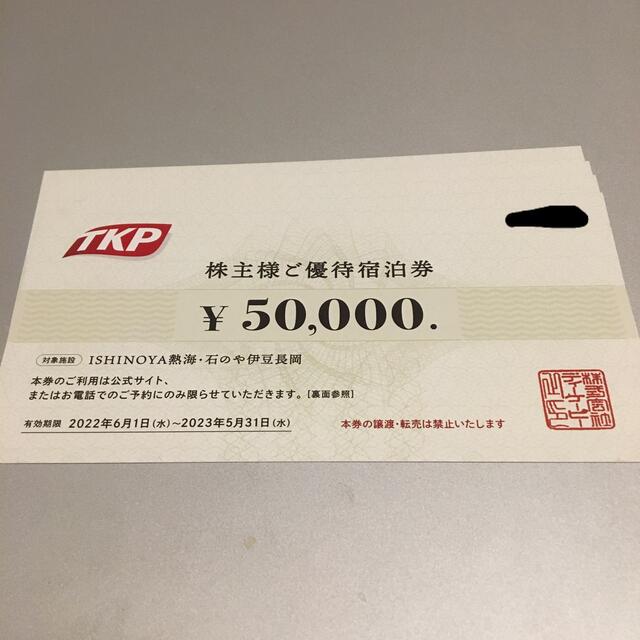 TKP
株主様ご優待宿泊券
¥ 50,000.
対象施設 ISHINOYA熱海・石のや伊豆長岡
本券のご利用は公式サイト、
またはお電話でのご予約にのみ限らせていただきます。[裏面参照]
有効期限 2022年6月1日(水)~2023年5月31日(水)
本券の譲渡・転売は禁止いたします